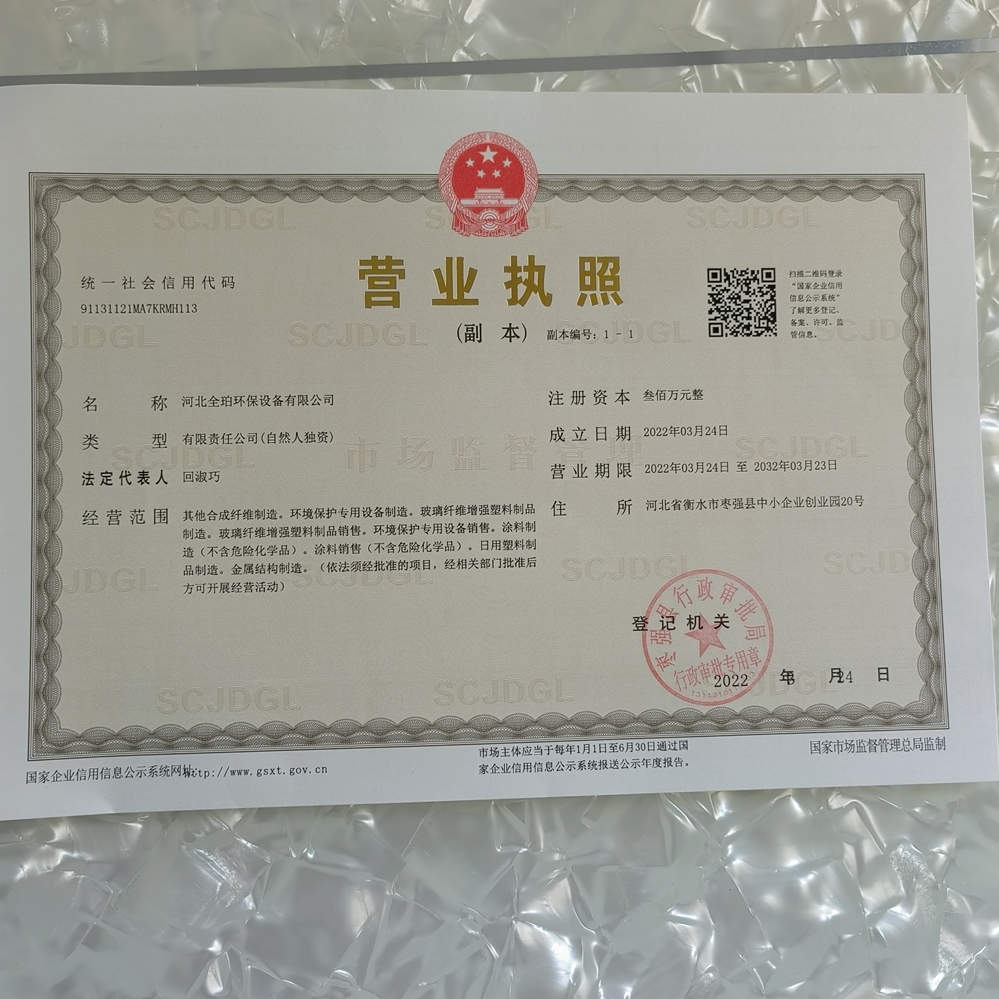 统一社会信用代码
91131121MA7KRMH113
营业执照
(副 本) 副本编号：1-1
扫描二维码登录
“国家企业信用
信息公示系统”
了解更多登记、
备案、许可、监
管信息。
名 称 河北全珀环保设备有限公司
类 型 有限责任公司(自然人独资)
法定代表人 回淑巧
经营范围 其他合成纤维制造。环境保护专用设备制造。玻璃纤维增强塑料制品
制造。玻璃纤维增强塑料制品销售。环境保护专用设备销售。涂料制
造（不含危险化学品）。涂料销售（不含危险化学品）。日用塑料制
品制造。金属结构制造。（依法须经批准的项目，经相关部门批准后
方可开展经营活动）
注册资本 叁佰万元整
成立日期 2022年03月24日
营业期限 2022年03月24日 至 2032年03月23日
住 所 河北省衡水市枣强县中小企业创业园20号
登记机关
枣强县行政审批局
行政审批专用章
2022 年 月24 日
国家企业信用信息公示系统网址:http://www.gsxt.gov.cn
市场主体应当于每年1月1日至6月30日通过国
家企业信用信息公示系统报送公示年度报告。
国家市场监督管理总局监制
SCJDGL
市场监督管理